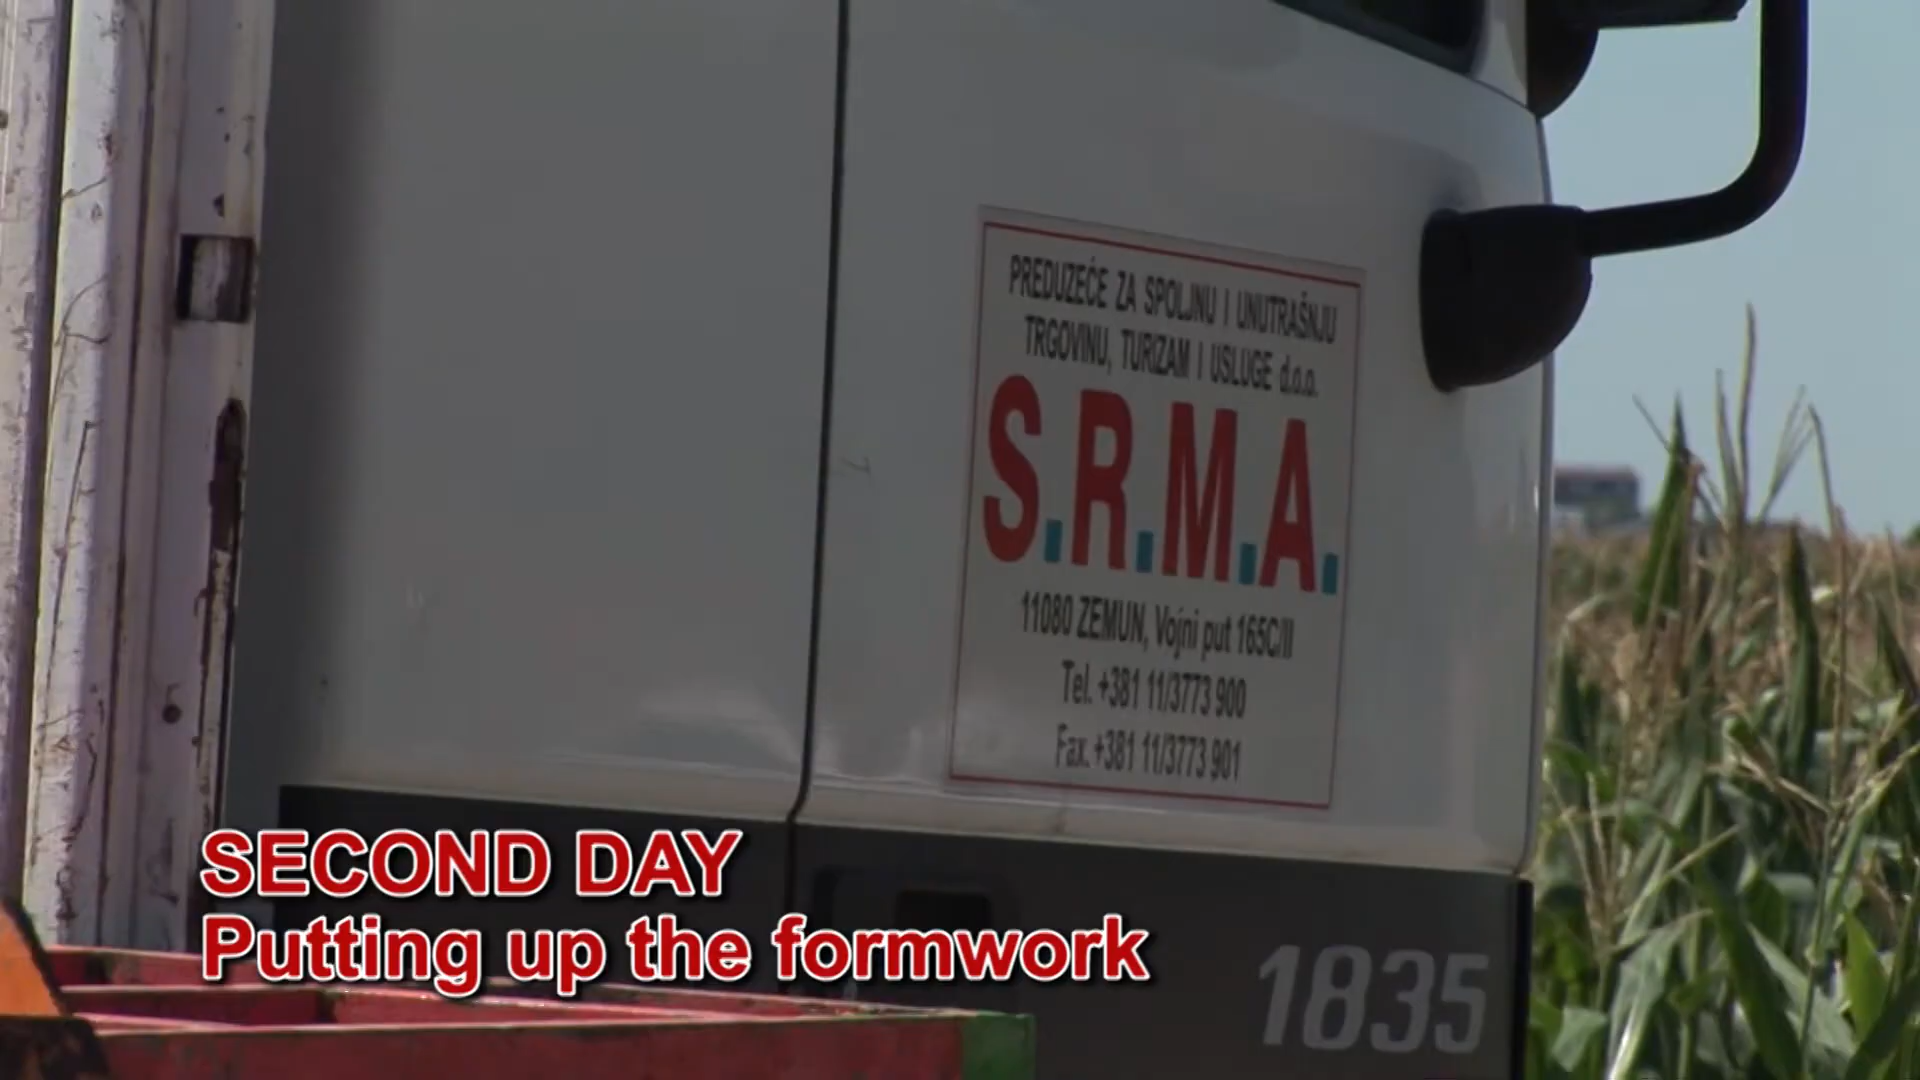 PREDUZEĆE ZA SPOLJNU I UNUTRAŠNJU
TRGOVINU, TURIZAM I USLUGE d.o.o.
S.R.M.A.
11080 ZEMUN, Vojni put 165C/II
Tel. +381 11/3773 900
Fax. +381 11/3773 901
SECOND DAY
Putting up the formwork
1835